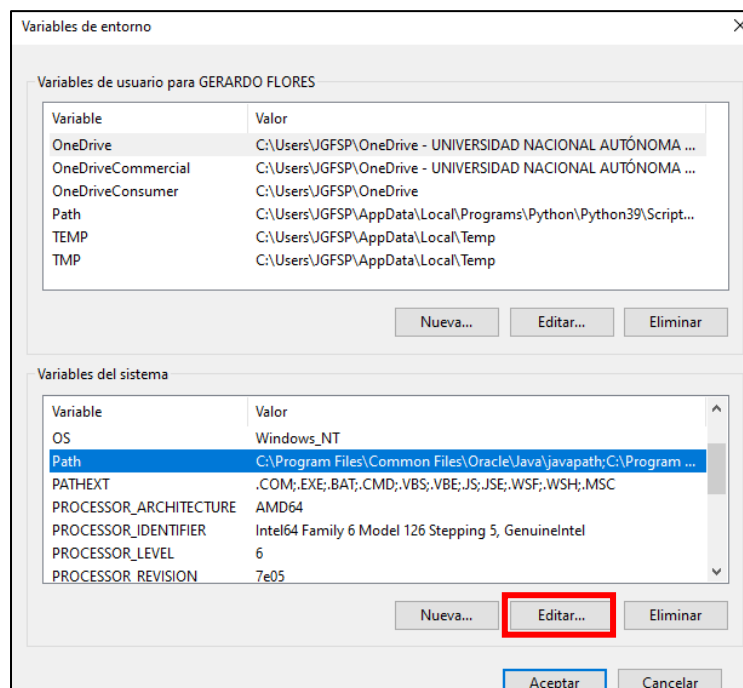 Variables de entorno
Variables de usuario para GERARDO FLORES
Variable Valor
OneDrive C:\Users\JGFSP\OneDrive - UNIVERSIDAD NACIONAL AUTÓNOMA ...
OneDriveCommercial C:\Users\JGFSP\OneDrive - UNIVERSIDAD NACIONAL AUTÓNOMA ...
OneDriveConsumer C:\Users\JGFSP\OneDrive
Path C:\Users\JGFSP\AppData\Local\Programs\Python\Python39\Script...
TEMP C:\Users\JGFSP\AppData\Local\Temp
TMP C:\Users\JGFSP\AppData\Local\Temp
Nueva... Editar... Eliminar
Variables del sistema
Variable Valor
OS Windows_NT
Path C:\Program Files\Common Files\Oracle\Java\javapath;C:\Program ...
PATHEXT .COM;.EXE;.BAT;.CMD;.VBS;.VBE;.JS;.JSE;.WSF;.WSH;.MSC
PROCESSOR_ARCHITECTURE AMD64
PROCESSOR_IDENTIFIER Intel64 Family 6 Model 126 Stepping 5, GenuineIntel
PROCESSOR_LEVEL 6
PROCESSOR_REVISION 7e05
Nueva... Editar... Eliminar
Aceptar Cancelar